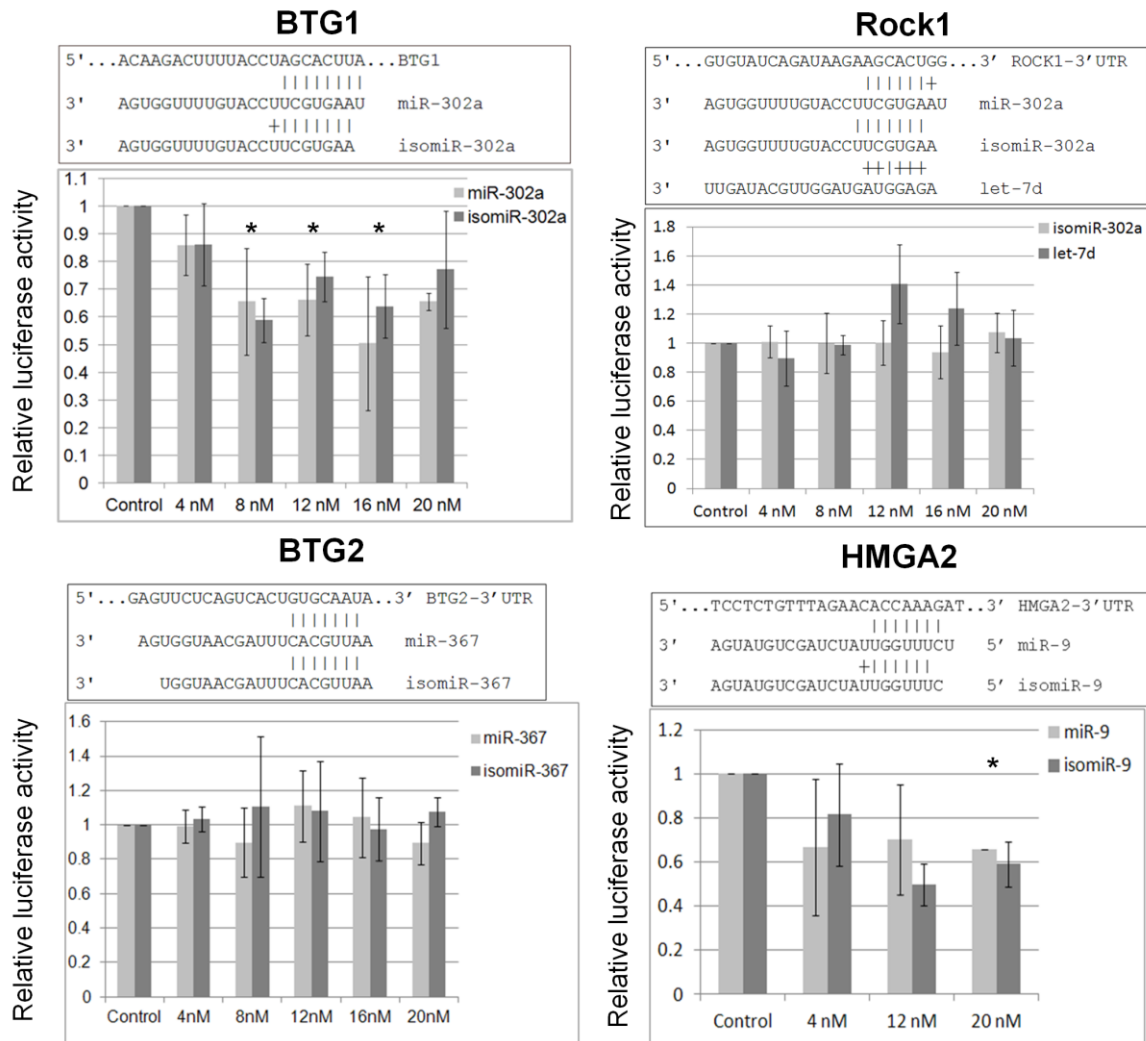 BTG1
5'...ACAAGACUUUUACCUAGCACUUA...BTG1
||||||||
3' AGUGGUUUUGUACCUUCGUGAAU miR-302a
+|||||||
3' AGUGGUUUUGUACCUUCGUGAA isomiR-302a
Relative luciferase activity
1.1
1
0.9
0.8
0.7
0.6
0.5
0.4
0.3
0.2
0.1
0
miR-302a
isomiR-302a
* * *
Control 4 nM 8 nM 12 nM 16 nM 20 nM
Rock1
5'...GUGUAUCAGAUAAGAAGCACUGG...3' ROCK1-3'UTR
||||||+
3' AGUGGUUUUGUACCUUCGUGAAU miR-302a
|||||||
3' AGUGGUUUUGUACCUUCGUGAA isomiR-302a
++|+++
3' UUGAUACGUUGGAUGAUGGAGA let-7d
Relative luciferase activity
1.8
1.6
1.4
1.2
1
0.8
0.6
0.4
0.2
0
isomiR-302a
let-7d
Control 4 nM 8 nM 12 nM 16 nM 20 nM
BTG2
5'...GAGUUCUCAGUCACUGUGCAAUA..3' BTG2-3'UTR
|||||||
3' AGUGGUAACGAUUUCACGUUAA miR-367
|||||||
3' UGGUAACGAUUUCACGUUAA isomiR-367
Relative luciferase activity
1.6
1.4
1.2
1
0.8
0.6
0.4
0.2
0
miR-367
isomiR-367
Control 4nM 8nM 12nM 16nM 20nM
HMGA2
5'...TCCTCTGTTTAGAACACCAAAGAT..3' HMGA2-3'UTR
|||||||
3' AGUAUGUCGAUCUAUUGGUUUCU 5' miR-9
+||||||
3' AGUAUGUCGAUCUAUUGGUUUC 5' isomiR-9
Relative luciferase activity
1.2
1
0.8
0.6
0.4
0.2
0
miR-9
isomiR-9
*
Control 4 nM 12 nM 20 nM